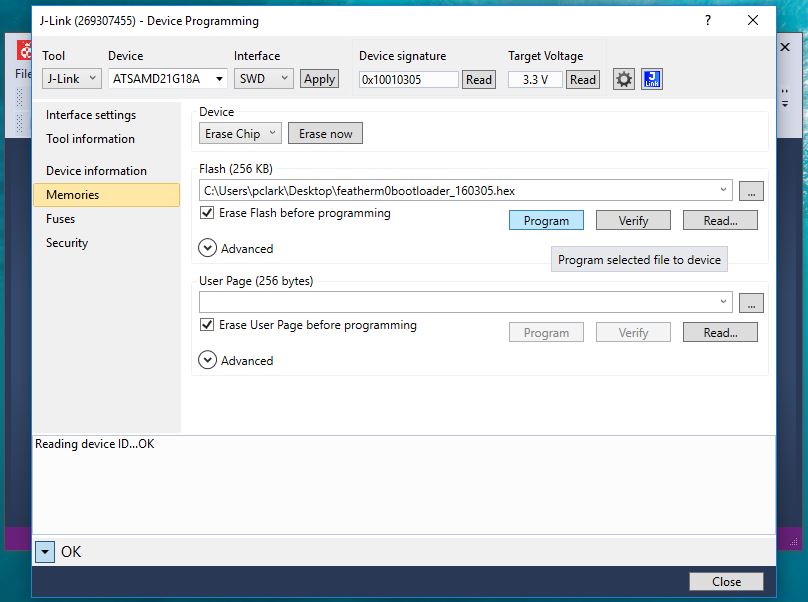 J-Link (269307455) - Device Programming
?
File
Tool Device Interface Device signature Target Voltage
J-Link ATSAMD21G18A SWD Apply 0x10010305 Read 3.3 V Read J Link
Interface settings
Tool information
Device information
Memories
Fuses
Security
Device
Erase Chip Erase now
Flash (256 KB)
C:\Users\pclark\Desktop\featherm0bootloader_160305.hex ...
Erase Flash before programming
Program Verify Read...
Advanced
Program selected file to device
User Page (256 bytes)
...
Erase User Page before programming
Program Verify Read...
Advanced
Reading device ID...OK
OK
Close